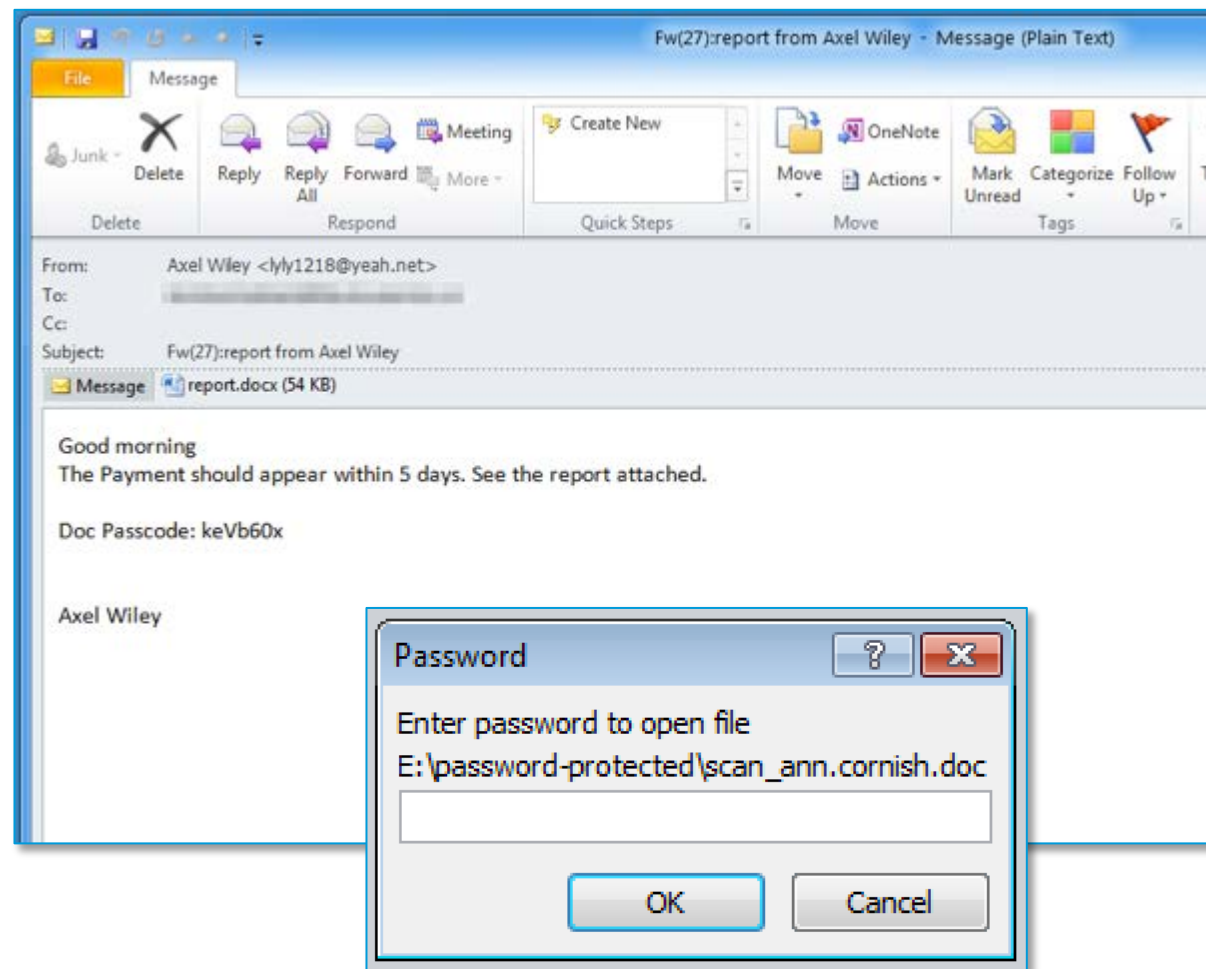 Fw(27):report from Axel Wiley - Message (Plain Text)
File Message
Junk Delete Reply Reply All Forward Meeting More Create New Move OneNote Actions Mark Unread Categorize Follow Up
Delete Respond Quick Steps Move Tags
From: Axel Wiley <lyly1218@yeah.net>
To:
Cc:
Subject: Fw(27):report from Axel Wiley
Message report.docx (54 KB)
Good morning
The Payment should appear within 5 days. See the report attached.
Doc Passcode: keVb60x
Axel Wiley
Password
Enter password to open file
E:\password-protected\scan_ann.cornish.doc
OK Cancel